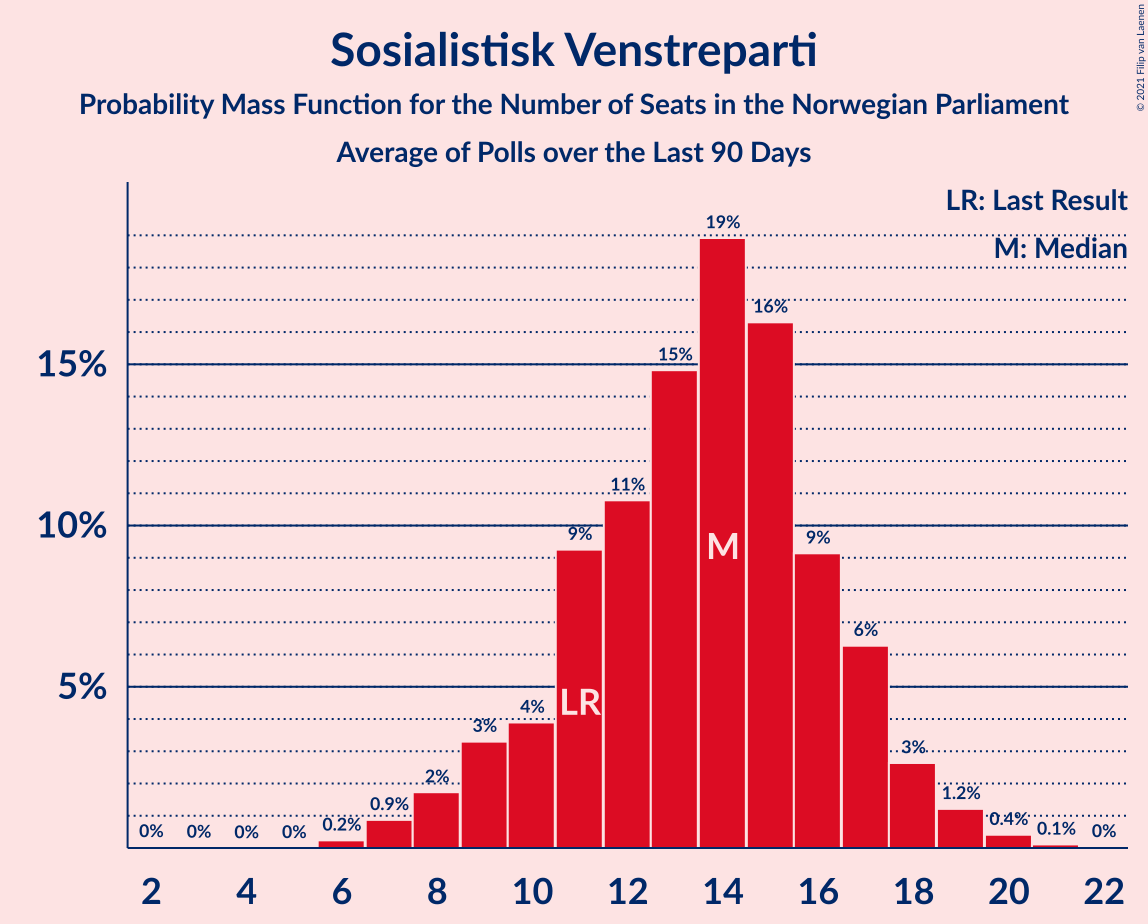 Sosialistisk Venstreparti
Probability Mass Function for the Number of Seats in the Norwegian Parliament
Average of Polls over the Last 90 Days
© 2021 Filip van Laenen
LR: Last Result
M: Median
19%
16%
15%
15%
11%
10%
9%
9%
M
6%
5%
4%
LR
3%
3%
2%
1.2%
0.9%
0.4%
0.2%
0.1%
0% 0% 0% 0% 0%
2 4 6 8 10 12 14 16 18 20 22